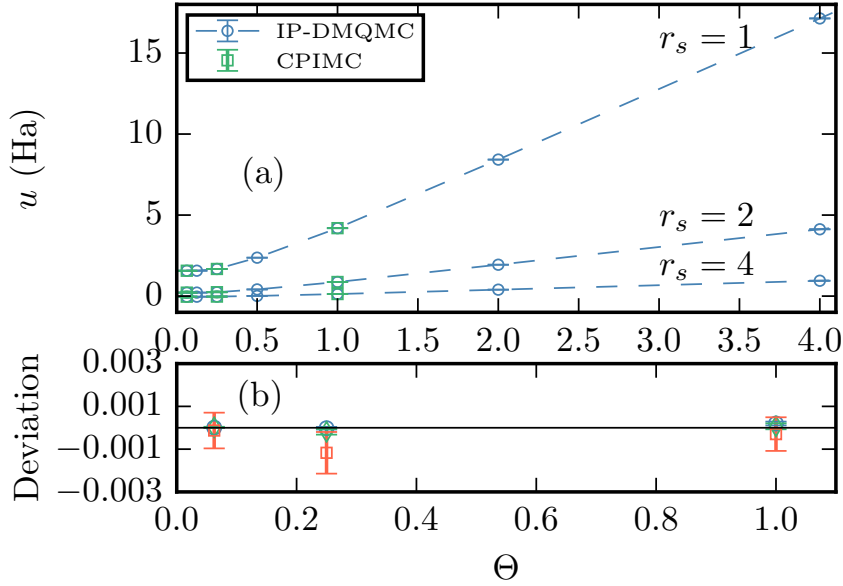 IP-DMQMC
CPIMC
r_s = 1
15
u (Ha)
10
(a)
5
r_s = 2
r_s = 4
0
0.0 0.5 1.0 1.5 2.0 2.5 3.0 3.5 4.0
0.003
(b)
0.001
Deviation
−0.001
−0.003
0.0 0.2 0.4 0.6 0.8 1.0
Θ